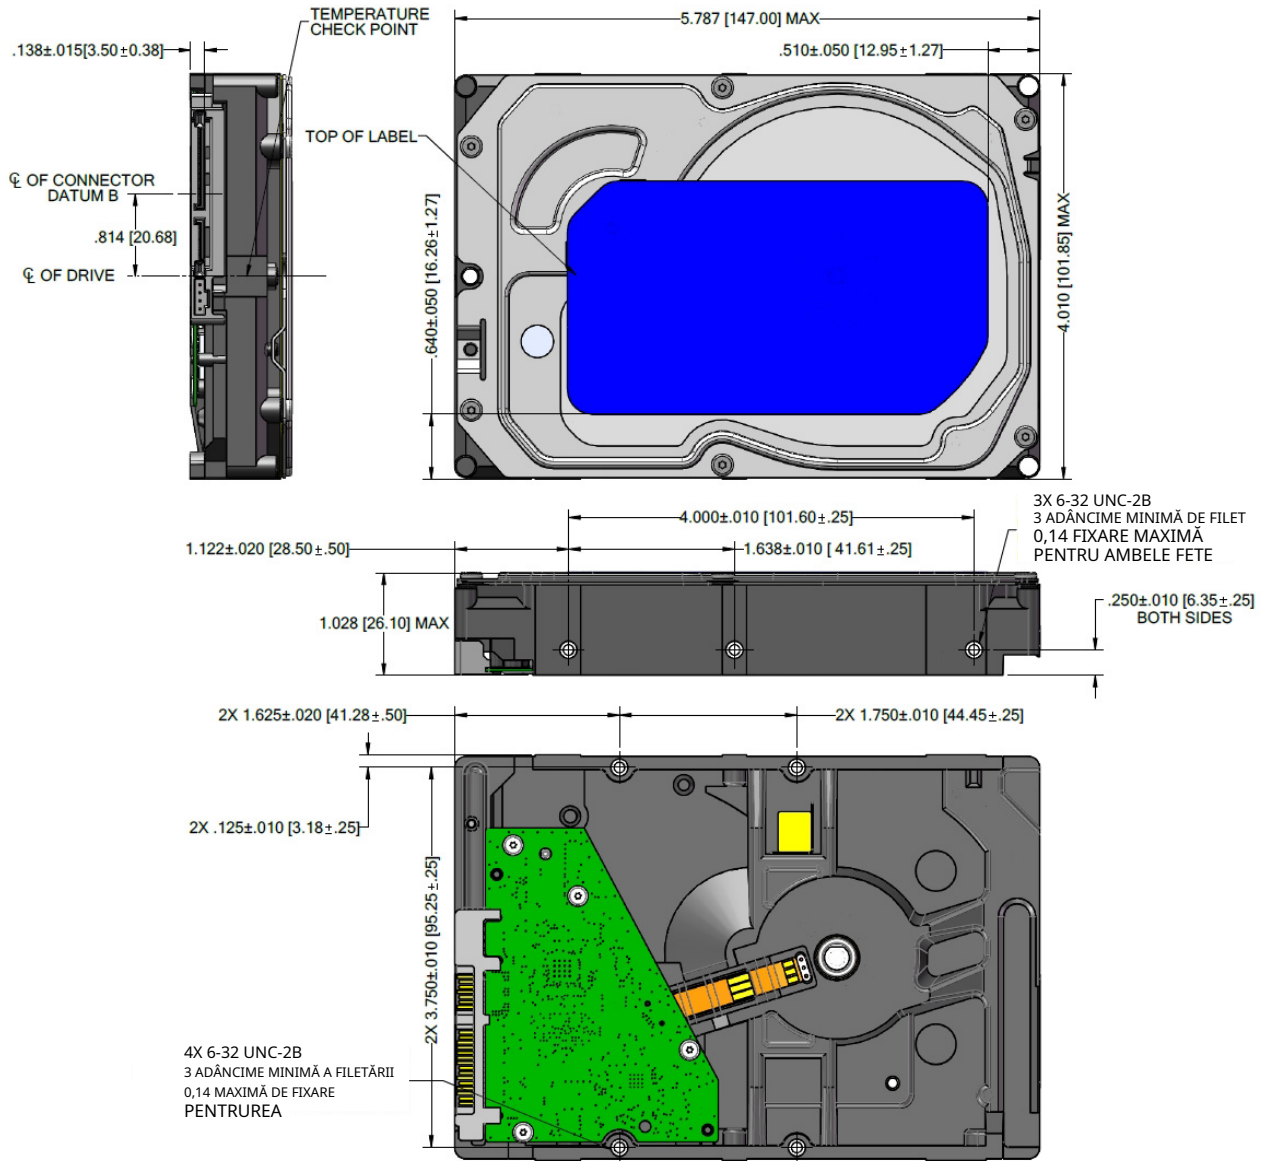 TEMPERATURE
CHECK POINT
5.787 [147.00] MAX
.138±.015[3.50±0.38]
.510±.050 [12.95±1.27]
TOP OF LABEL
℄ OF CONNECTOR
DATUM B
.814 [20.68]
℄ OF DRIVE
.640±.050 [16.26±1.27]
4.010 [101.85] MAX
3X 6-32 UNC-2B
3 ADÂNCIME MINIMĂ DE FILET
0,14 FIXARE MAXIMĂ
PENTRU AMBELE FETE
4.000±.010 [101.60±.25]
1.122±.020 [28.50±.50]
1.638±.010 [ 41.61±.25]
1.028 [26.10] MAX
.250±.010 [6.35±.25]
BOTH SIDES
2X 1.625±.020 [41.28±.50]
2X 1.750±.010 [44.45±.25]
2X .125±.010 [3.18±.25]
2X 3.750±.010 [95.25±.25]
4X 6-32 UNC-2B
3 ADÂNCIME MINIMĂ A FILETĂRII
0,14 MAXIMĂ DE FIXARE
PENTRUREA